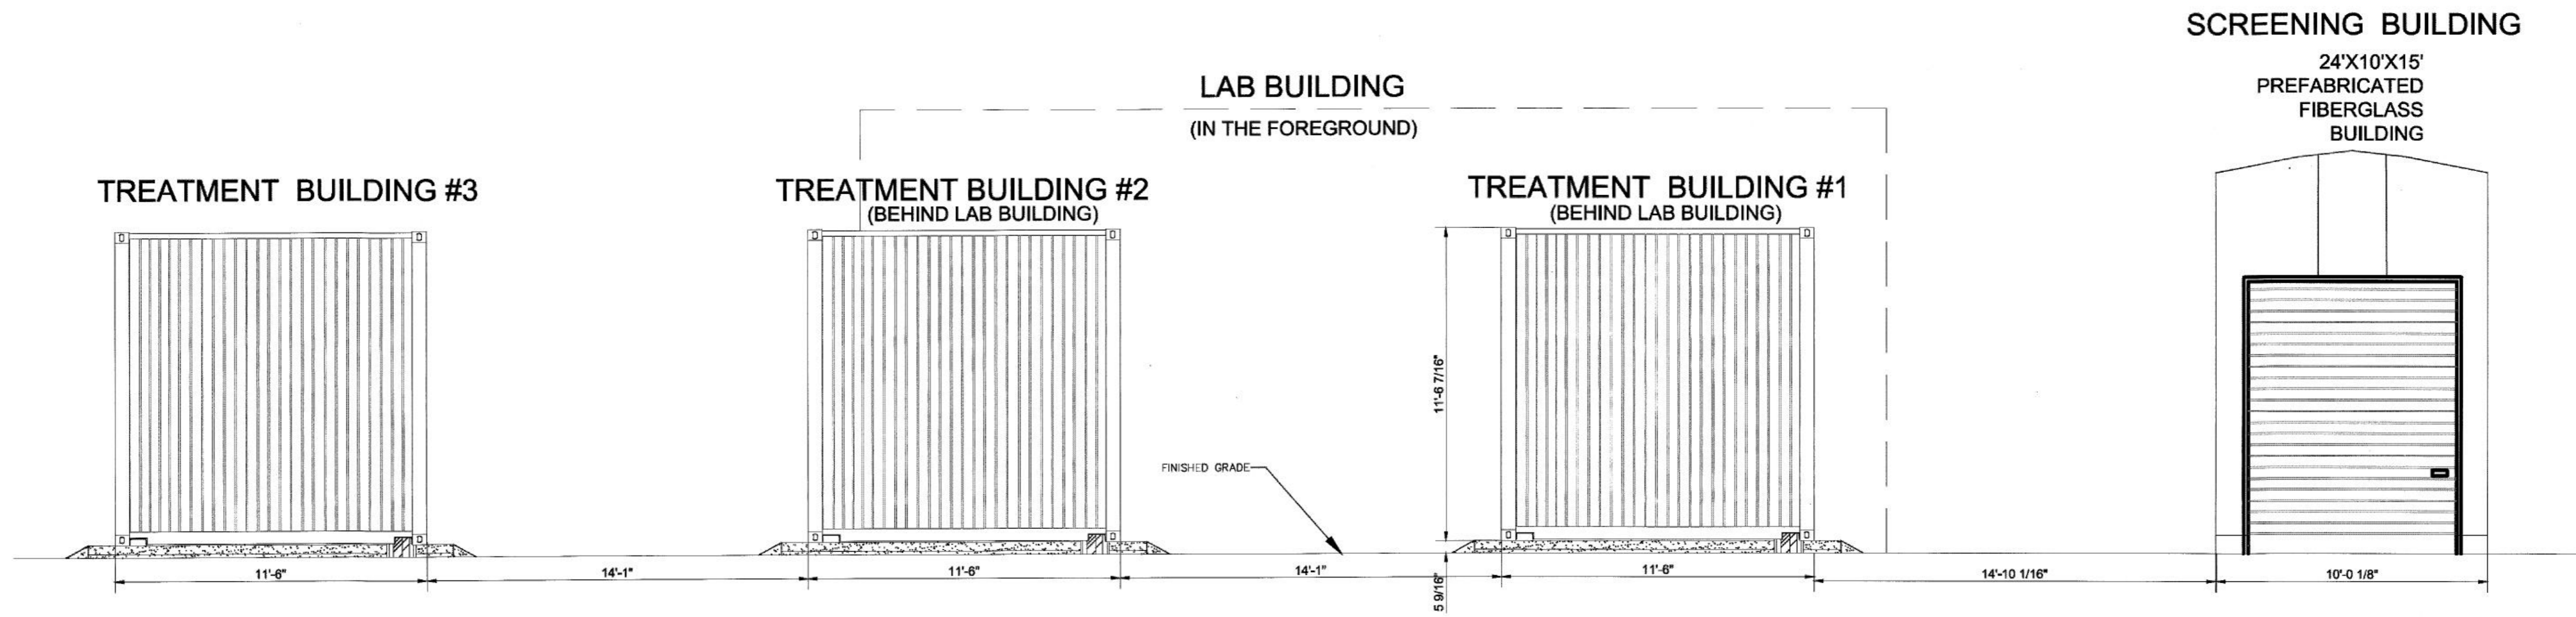 SCREENING BUILDING
24'X10'X15'
PREFABRICATED
FIBERGLASS
BUILDING
LAB BUILDING
(IN THE FOREGROUND)
TREATMENT BUILDING #3
TREATMENT BUILDING #2
(BEHIND LAB BUILDING)
TREATMENT BUILDING #1
(BEHIND LAB BUILDING)
11'-6 7/16"
FINISHED GRADE
11'-6"
14'-1"
11'-6"
14'-1"
5 9/16"
11'-6"
14'-10 1/16"
10'-0 1/8"